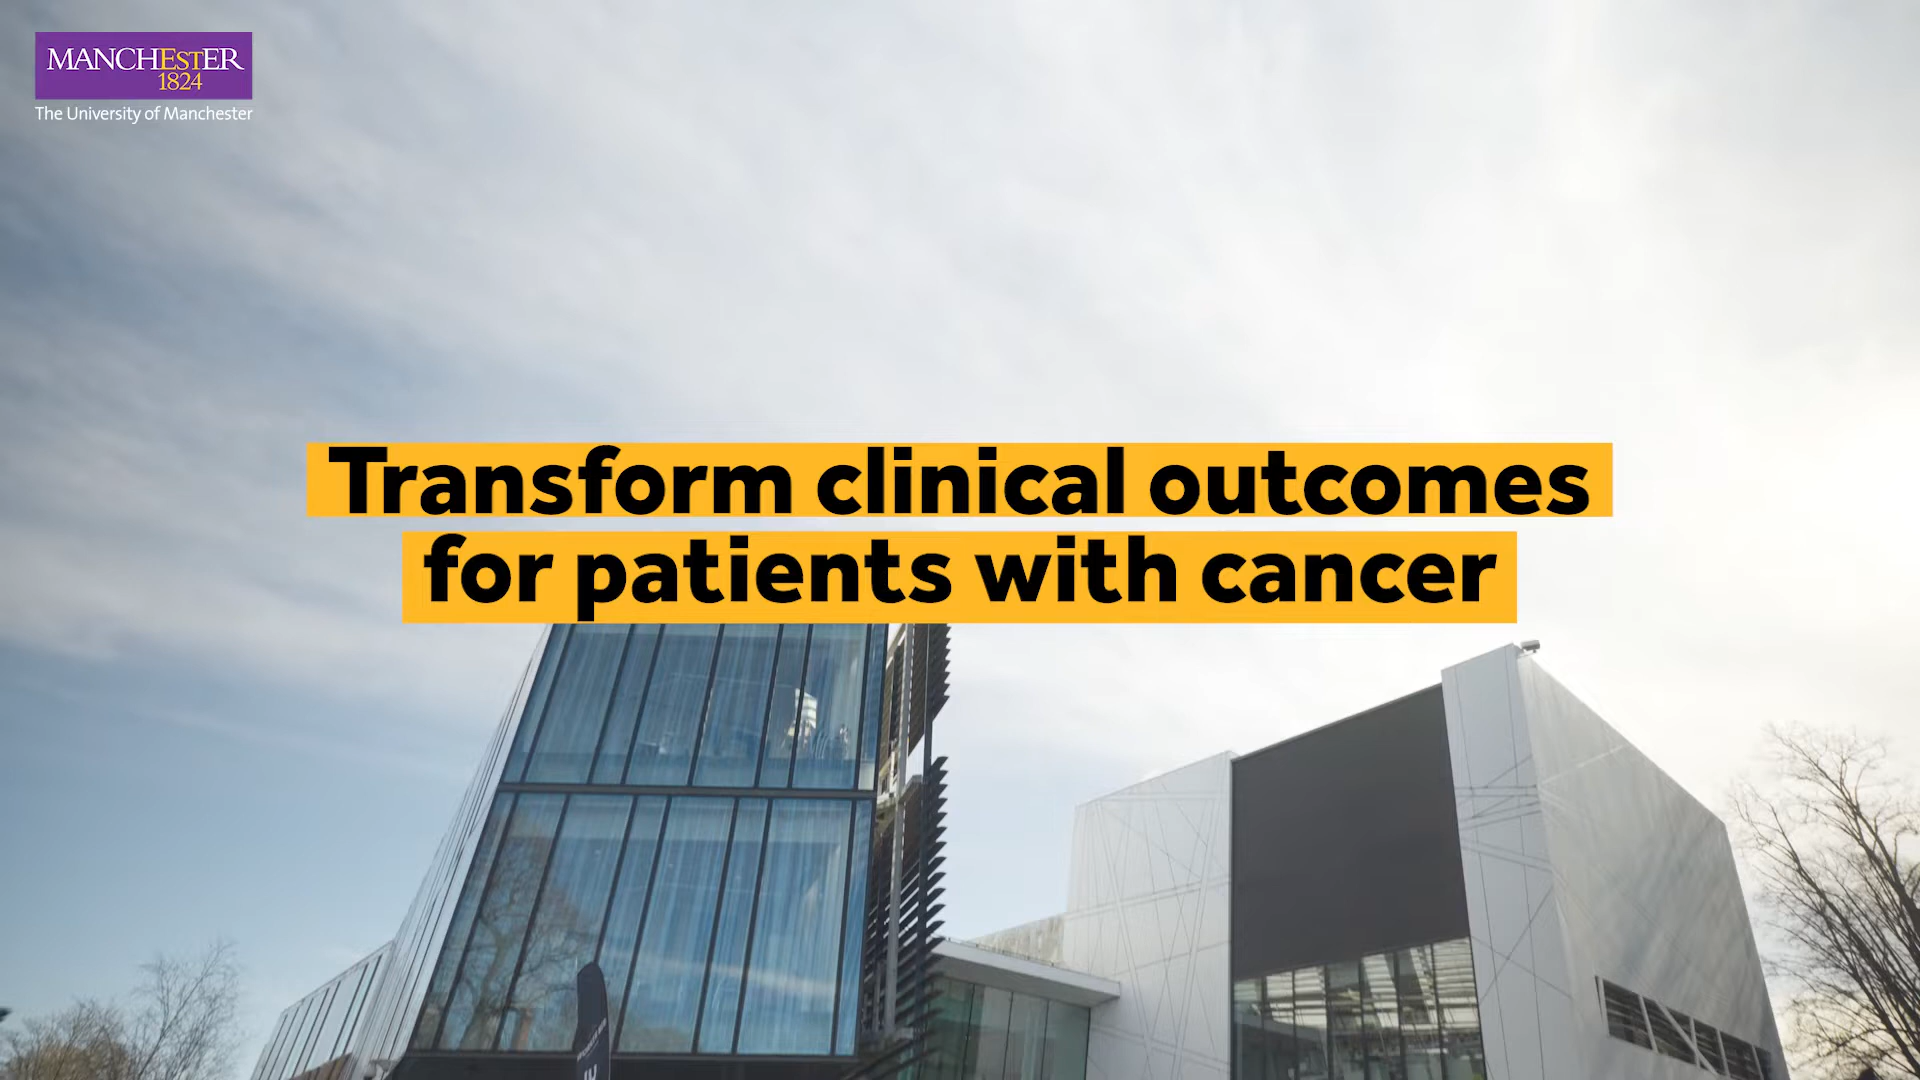 MANCHEstER
1824
The University of Manchester
Transform clinical outcomes
for patients with cancer